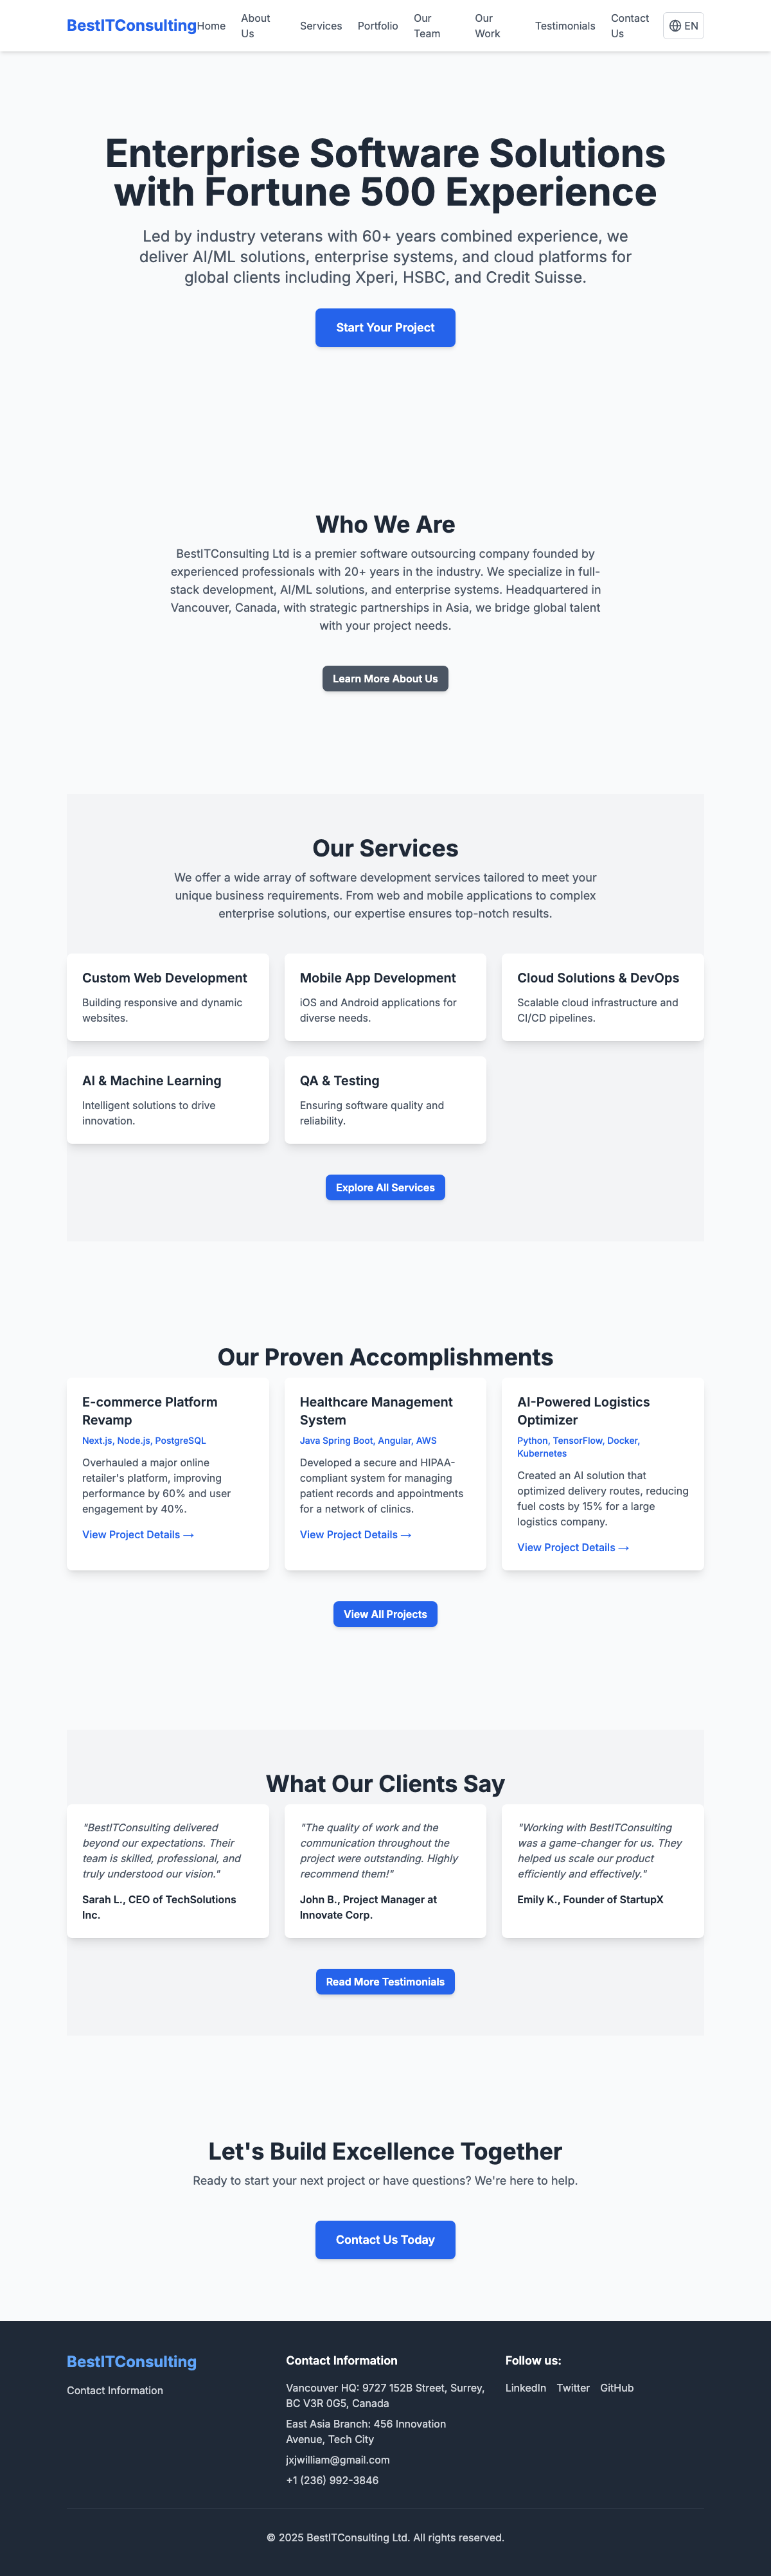 BestITConsulting
Home
About Us
Services
Portfolio
Our Team
Our Work
Testimonials
Contact Us
EN
Enterprise Software Solutions
with Fortune 500 Experience
Led by industry veterans with 60+ years combined experience, we
deliver AI/ML solutions, enterprise systems, and cloud platforms for
global clients including Xperi, HSBC, and Credit Suisse.
Start Your Project
Who We Are
BestITConsulting Ltd is a premier software outsourcing company founded by
experienced professionals with 20+ years in the industry. We specialize in full-
stack development, AI/ML solutions, and enterprise systems. Headquartered in
Vancouver, Canada, with strategic partnerships in Asia, we bridge global talent
with your project needs.
Learn More About Us
Our Services
We offer a wide array of software development services tailored to meet your
unique business requirements. From web and mobile applications to complex
enterprise solutions, our expertise ensures top-notch results.
Custom Web Development
Building responsive and dynamic
websites.
Mobile App Development
iOS and Android applications for
diverse needs.
Cloud Solutions & DevOps
Scalable cloud infrastructure and
CI/CD pipelines.
AI & Machine Learning
Intelligent solutions to drive
innovation.
QA & Testing
Ensuring software quality and
reliability.
Explore All Services
Our Proven Accomplishments
E-commerce Platform
Revamp
Next.js, Node.js, PostgreSQL
Overhauled a major online
retailer's platform, improving
performance by 60% and user
engagement by 40%.
View Project Details →
Healthcare Management
System
Java Spring Boot, Angular, AWS
Developed a secure and HIPAA-
compliant system for managing
patient records and appointments
for a network of clinics.
View Project Details →
AI-Powered Logistics
Optimizer
Python, TensorFlow, Docker,
Kubernetes
Created an AI solution that
optimized delivery routes, reducing
fuel costs by 15% for a large
logistics company.
View Project Details →
View All Projects
What Our Clients Say
"BestITConsulting delivered
beyond our expectations. Their
team is skilled, professional, and
truly understood our vision."
Sarah L., CEO of TechSolutions
Inc.
"The quality of work and the
communication throughout the
project were outstanding. Highly
recommend them!"
John B., Project Manager at
Innovate Corp.
"Working with BestITConsulting
was a game-changer for us. They
helped us scale our product
efficiently and effectively."
Emily K., Founder of StartupX
Read More Testimonials
Let's Build Excellence Together
Ready to start your next project or have questions? We're here to help.
Contact Us Today
BestITConsulting
Contact Information
Contact Information
Vancouver HQ: 9727 152B Street, Surrey,
BC V3R 0G5, Canada
East Asia Branch: 456 Innovation
Avenue, Tech City
jxjwilliam@gmail.com
+1 (236) 992-3846
Follow us:
LinkedIn Twitter GitHub
© 2025 BestITConsulting Ltd. All rights reserved.